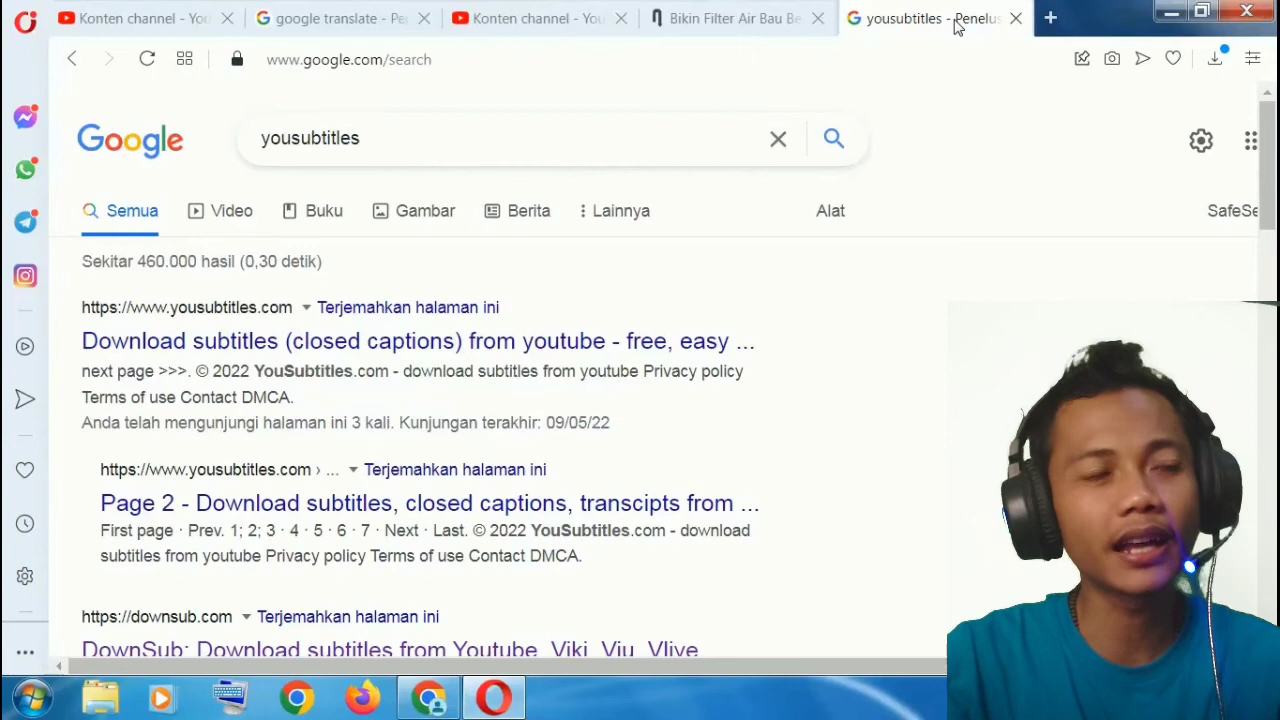 Konten channel - You
google translate - Pe
Konten channel - You
Bikin Filter Air Bau Be
yousubtitles - Penelus
www.google.com/search
Google
yousubtitles
Semua
Video
Buku
Gambar
Berita
Lainnya
Alat
SafeSe
Sekitar 460.000 hasil (0,30 detik)
https://www.yousubtitles.com Terjemahkan halaman ini
Download subtitles (closed captions) from youtube - free, easy ...
next page >>>. © 2022 YouSubtitles.com - download subtitles from youtube Privacy policy
Terms of use Contact DMCA.
Anda telah mengunjungi halaman ini 3 kali. Kunjungan terakhir: 09/05/22
https://www.yousubtitles.com › ... Terjemahkan halaman ini
Page 2 - Download subtitles, closed captions, transcipts from ...
First page · Prev. 1; 2; 3 · 4 · 5 · 6 · 7 · Next · Last. © 2022 YouSubtitles.com - download
subtitles from youtube Privacy policy Terms of use Contact DMCA.
https://downsub.com Terjemahkan halaman ini
DownSub: Download subtitles from Youtube, Viki, Viu, Vlive